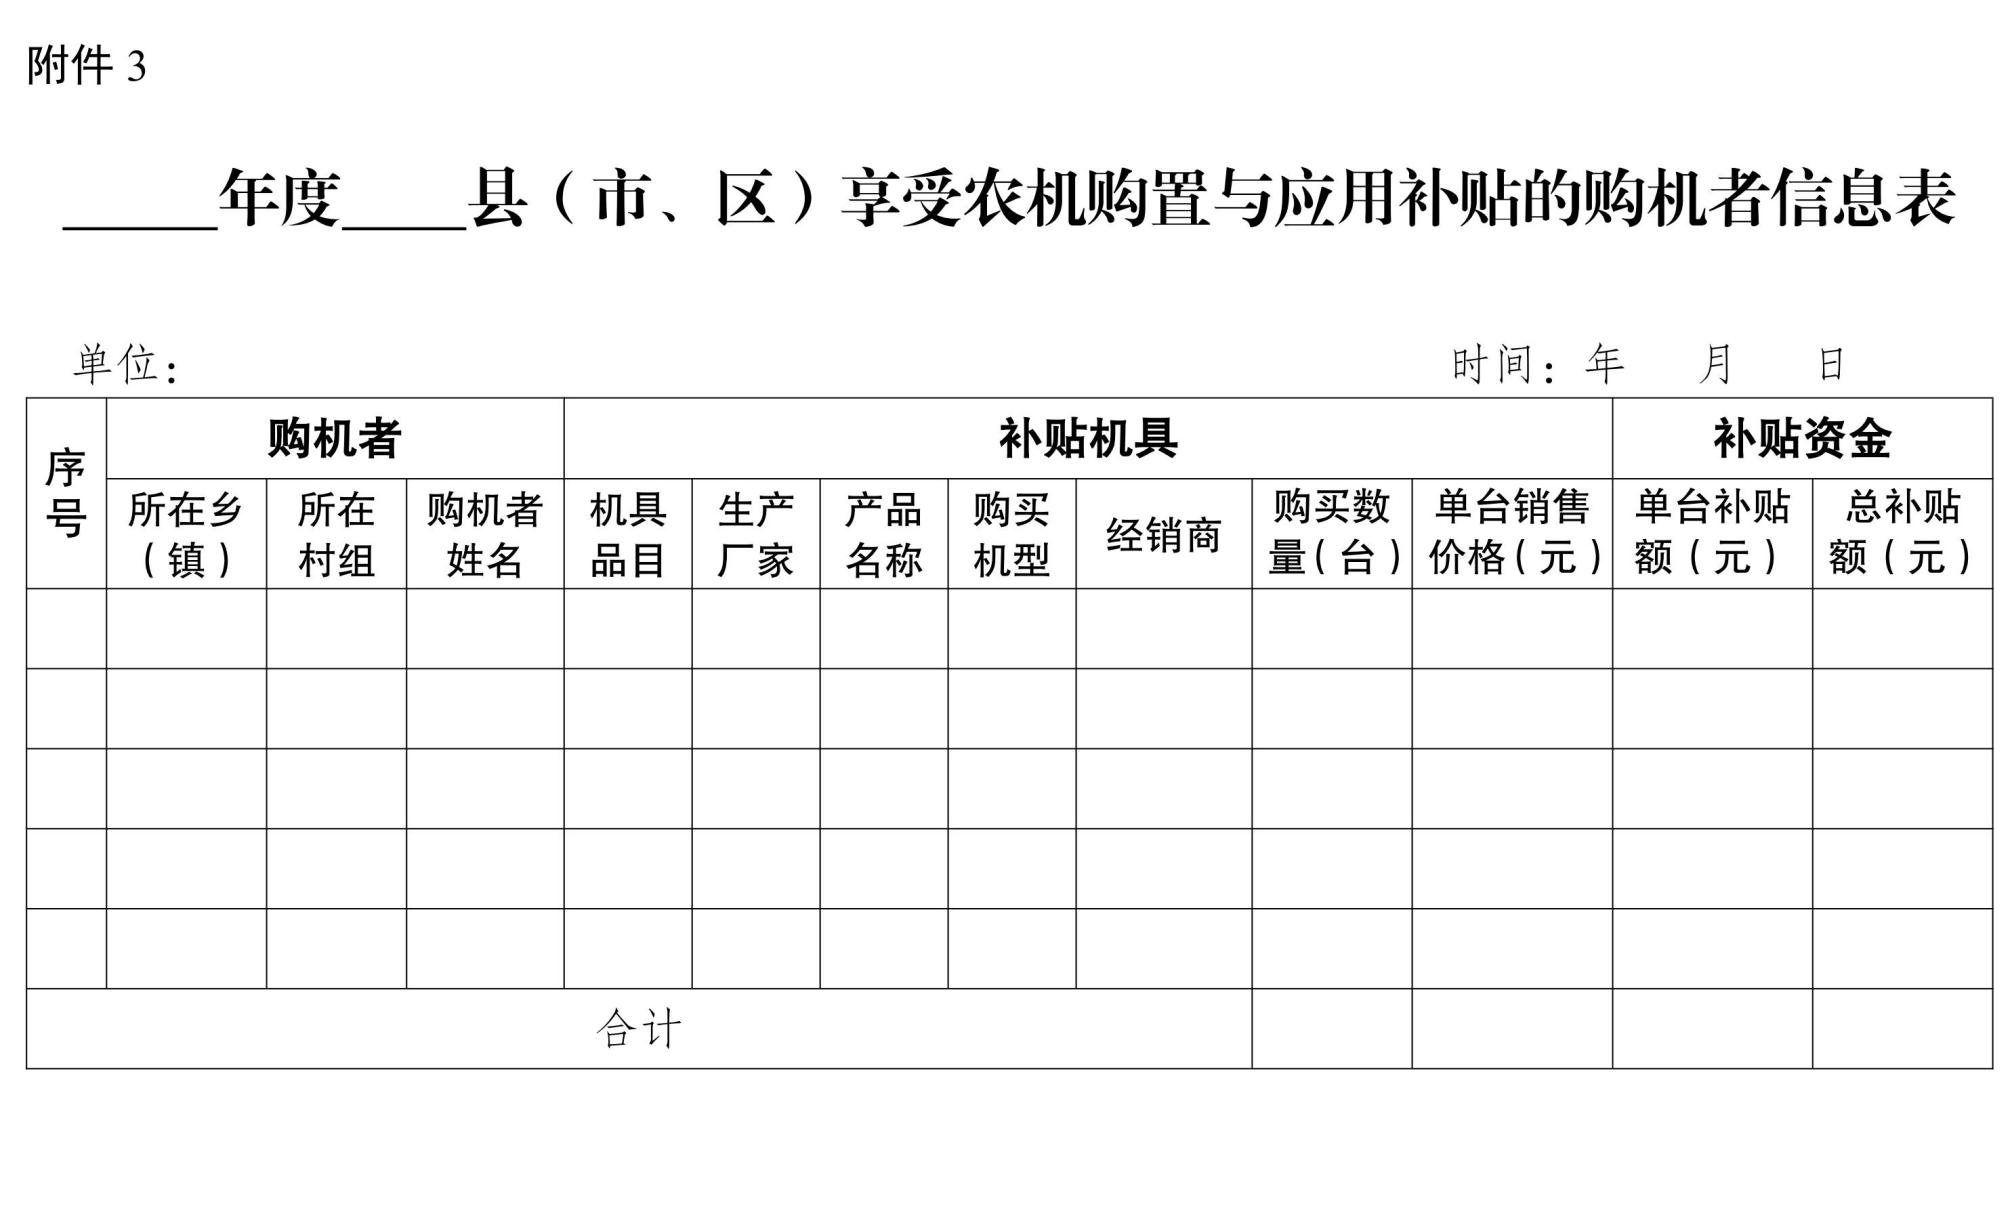 附件 3
_____年度____县（市、区）享受农机购置与应用补贴的购机者信息表
单位： 时间：年 月 日
序号 购机者 补贴机具 补贴资金
所在乡（镇） 所在村组 购机者姓名 机具品目 生产厂家 产品名称 购买机型 经销商 购买数量（台） 单台销售价格（元） 单台补贴额（元） 总补贴额（元）
合计